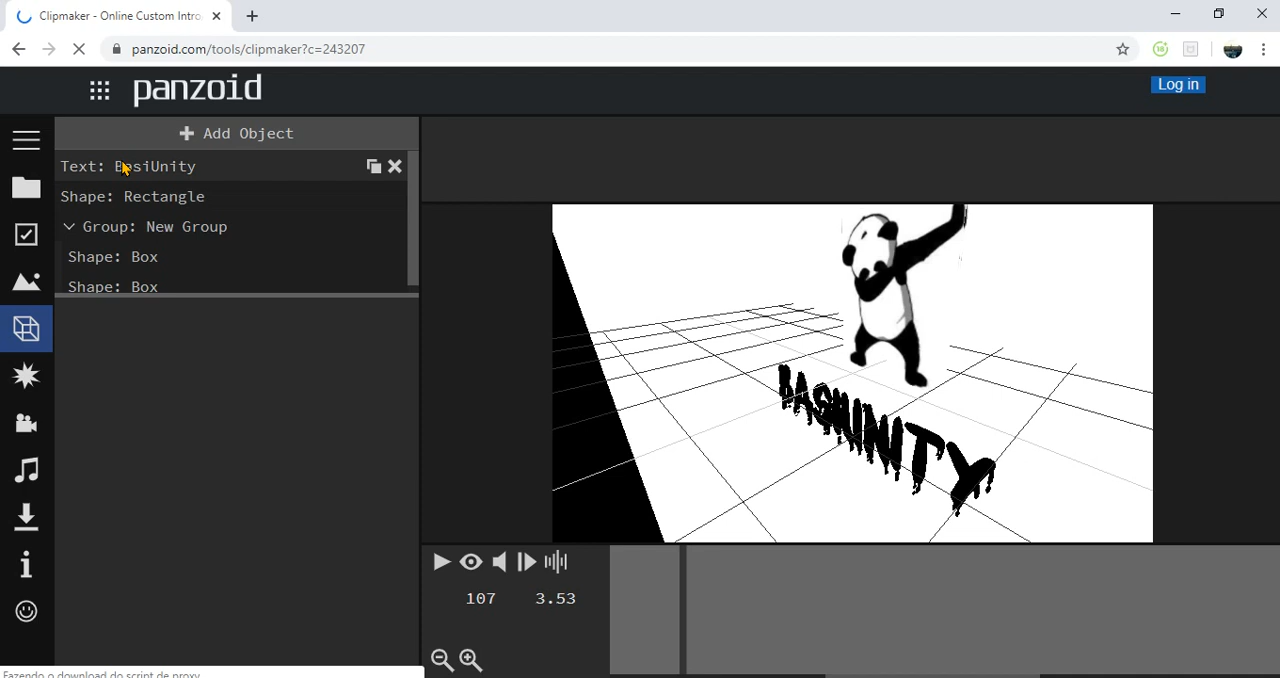 Clipmaker - Online Custom Intro
panzoid.com/tools/clipmaker?c=243207
panzoid
Log in
Add Object
Text: BasiUnity
Shape: Rectangle
Group: New Group
Shape: Box
Shape: Box
BASIUNITY
107 3.53
Fazendo o download do script de proxy